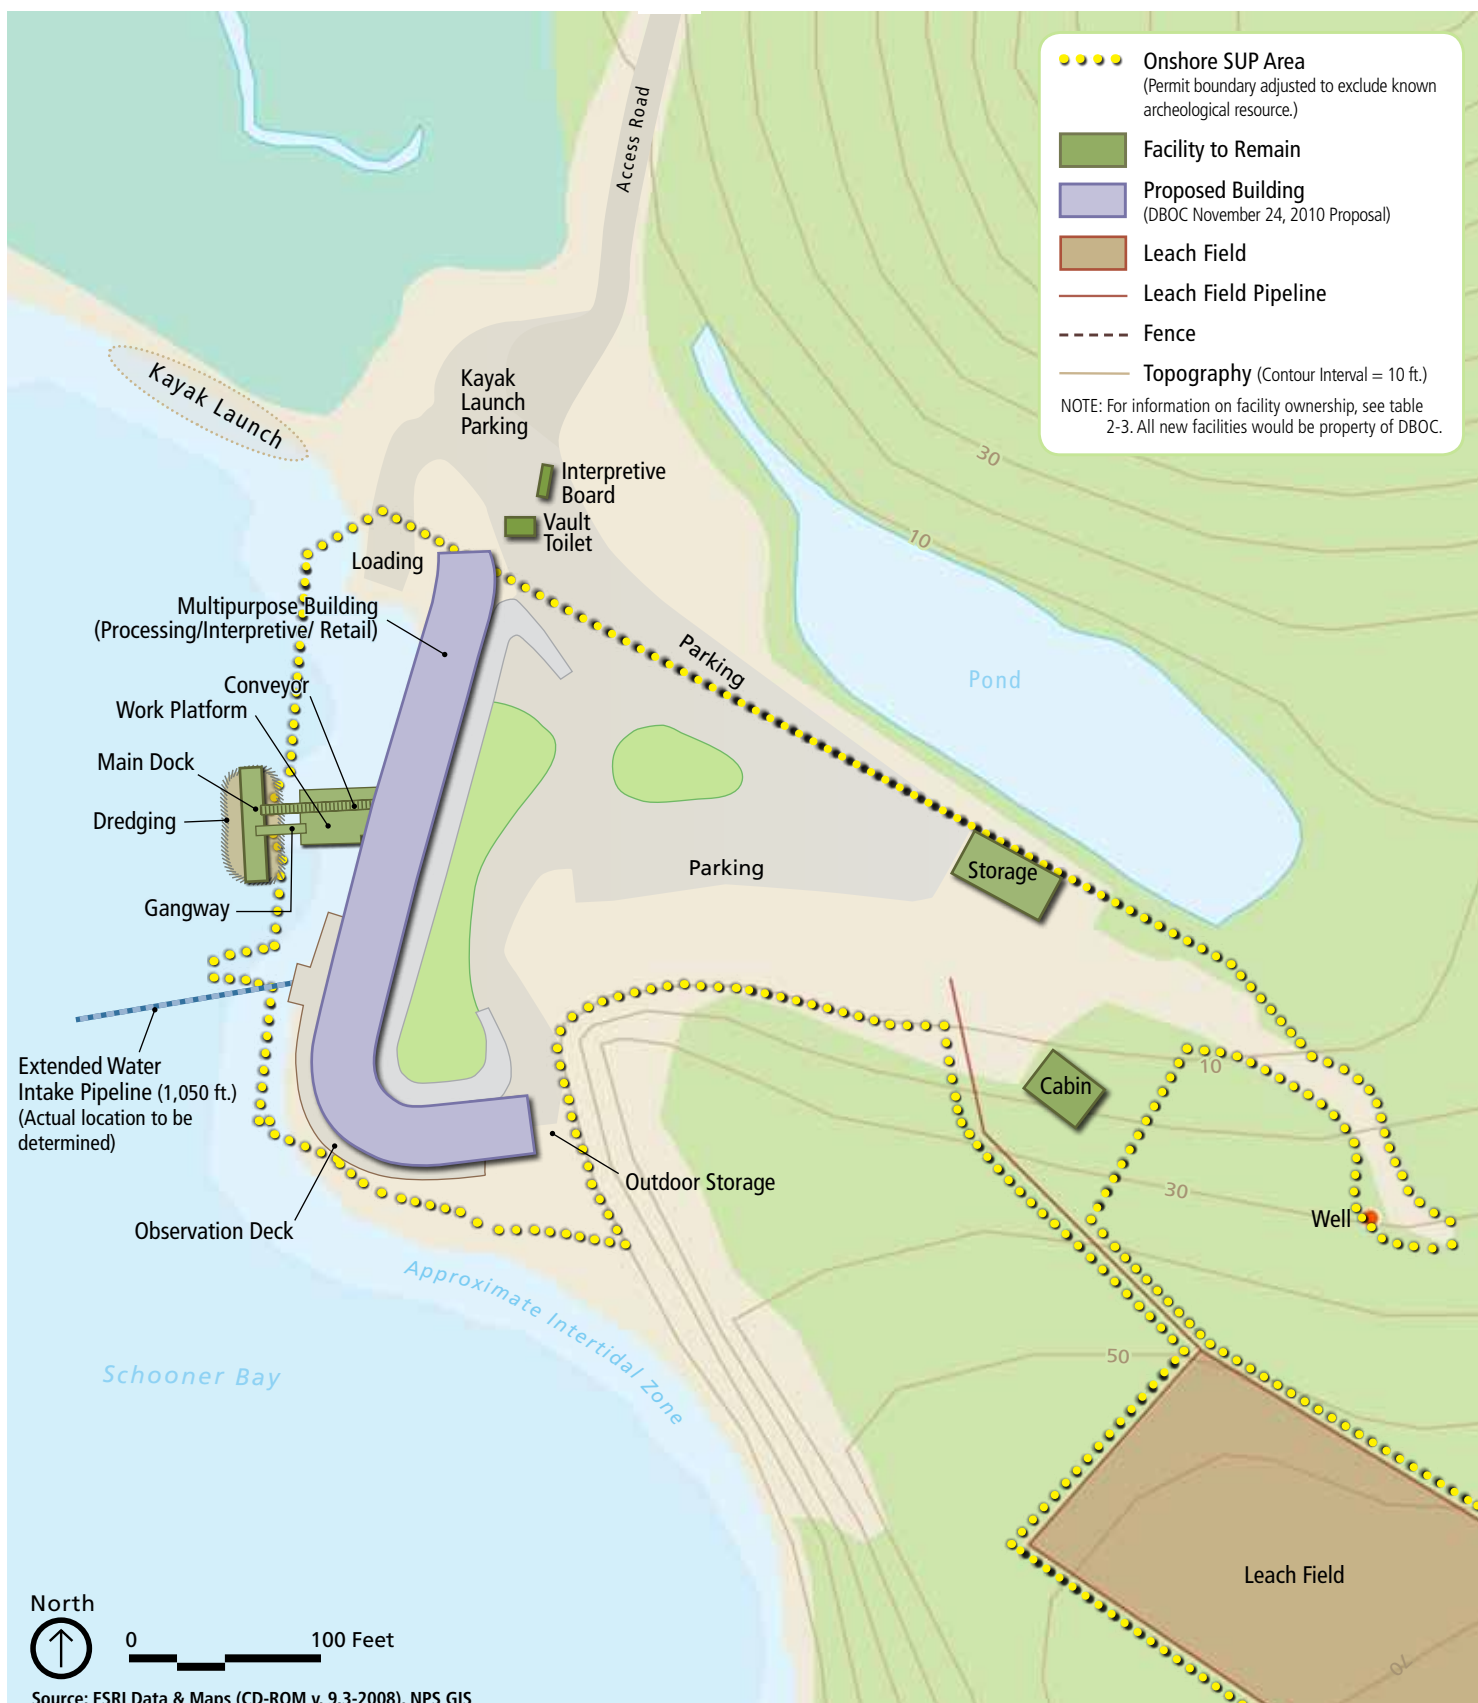 Onshore SUP Area
(Permit boundary adjusted to exclude known
archeological resource.)
Facility to Remain
Proposed Building
(DBOC November 24, 2010 Proposal)
Leach Field
Leach Field Pipeline
Fence
Topography (Contour Interval = 10 ft.)
NOTE: For information on facility ownership, see table
2-3. All new facilities would be property of DBOC.
Access Road
Kayak Launch
Kayak
Launch
Parking
Interpretive
Board
Vault
Toilet
Loading
30
10
Multipurpose Building
(Processing/Interpretive/ Retail)
Parking
Pond
Conveyor
Work Platform
Main Dock
Dredging
Gangway
Parking
Storage
Extended Water
Intake Pipeline (1,050 ft.)
(Actual location to be
determined)
Cabin
10
30
Well
Outdoor Storage
Observation Deck
Approximate Intertidal Zone
Schooner Bay
50
Leach Field
70
North
0 100 Feet
Source: ESRI Data & Maps (CD-ROM v. 9.3-2008), NPS GIS